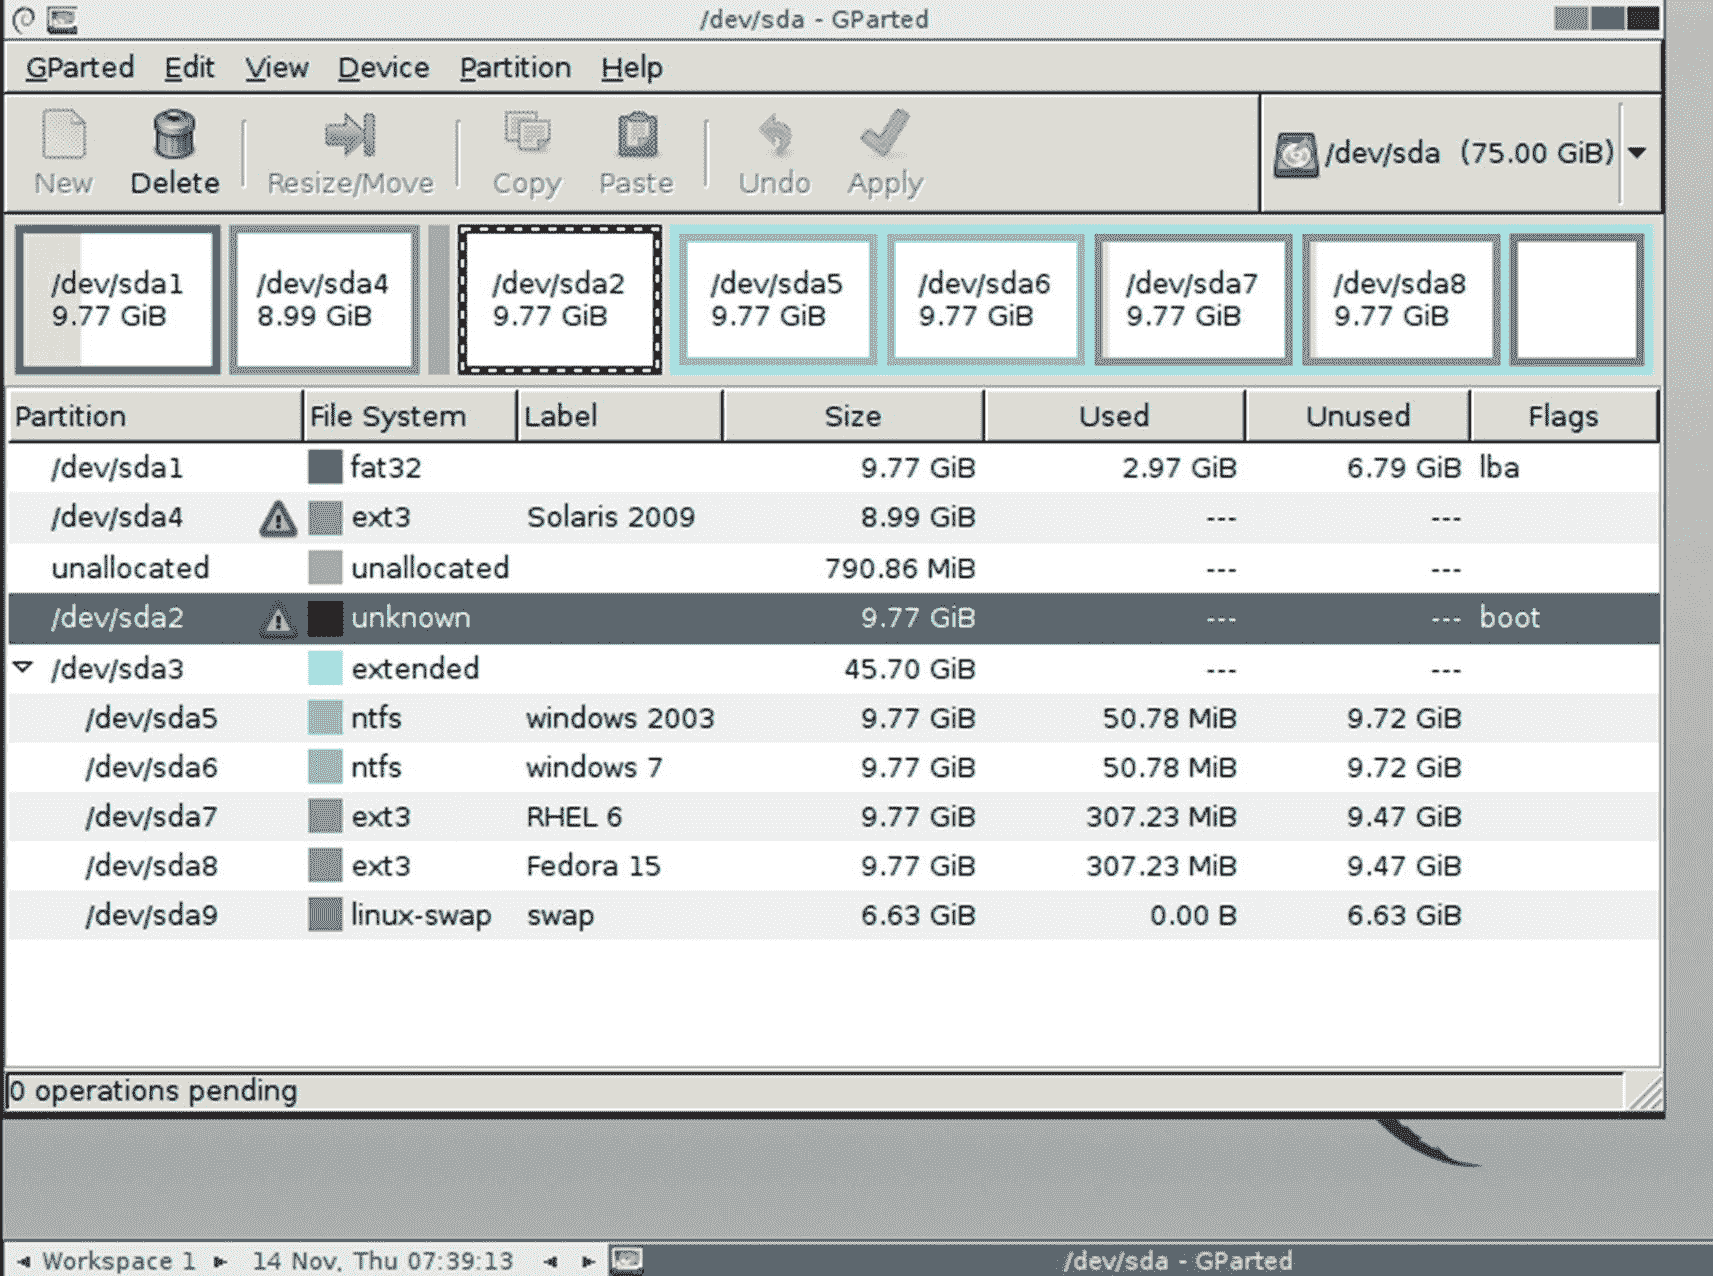 /dev/sda - GParted
GParted Edit View Device Partition Help
New Delete Resize/Move Copy Paste Undo Apply /dev/sda (75.00 GiB)
/dev/sda1 /dev/sda4 /dev/sda2 /dev/sda5 /dev/sda6 /dev/sda7 /dev/sda8
9.77 GiB 8.99 GiB 9.77 GiB 9.77 GiB 9.77 GiB 9.77 GiB 9.77 GiB
Partition File System Label Size Used Unused Flags
/dev/sda1 fat32 9.77 GiB 2.97 GiB 6.79 GiB lba
/dev/sda4 ext3 Solaris 2009 8.99 GiB --- ---
unallocated unallocated 790.86 MiB --- ---
/dev/sda2 unknown 9.77 GiB --- --- boot
/dev/sda3 extended 45.70 GiB --- ---
/dev/sda5 ntfs windows 2003 9.77 GiB 50.78 MiB 9.72 GiB
/dev/sda6 ntfs windows 7 9.77 GiB 50.78 MiB 9.72 GiB
/dev/sda7 ext3 RHEL 6 9.77 GiB 307.23 MiB 9.47 GiB
/dev/sda8 ext3 Fedora 15 9.77 GiB 307.23 MiB 9.47 GiB
/dev/sda9 linux-swap swap 6.63 GiB 0.00 B 6.63 GiB
0 operations pending
Workspace 1 14 Nov, Thu 07:39:13 /dev/sda - GParted